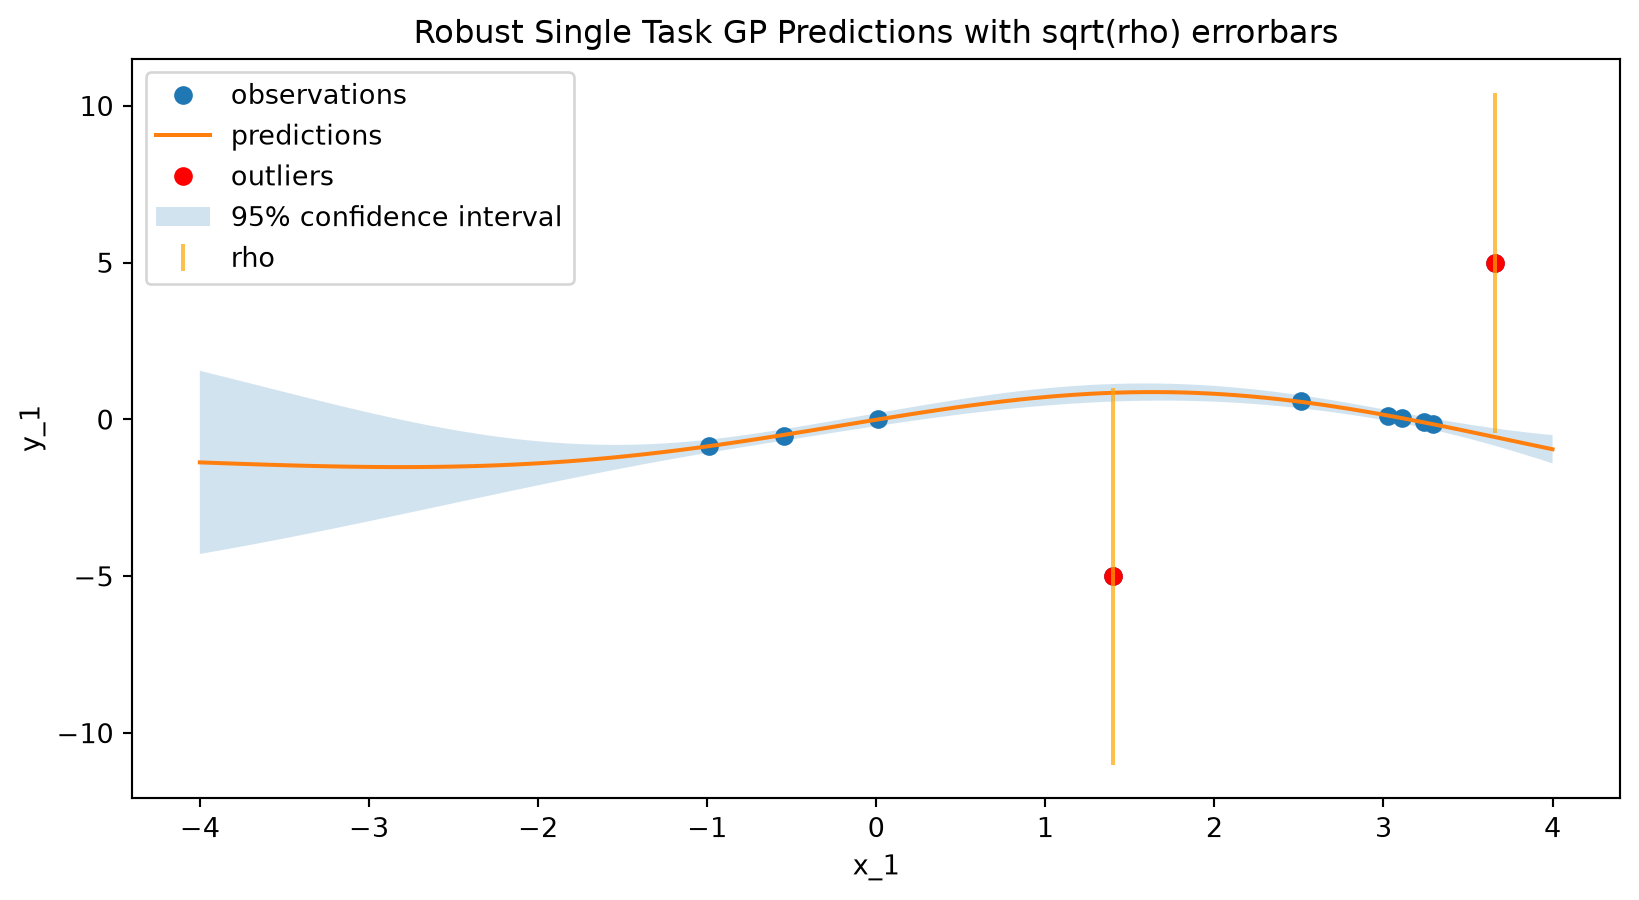 Robust Single Task GP Predictions with sqrt(rho) errorbars
observations
predictions
outliers
95% confidence interval
rho
10
5
0
−5
−10
y_1
−4
−3
−2
−1
0
1
2
3
4
x_1